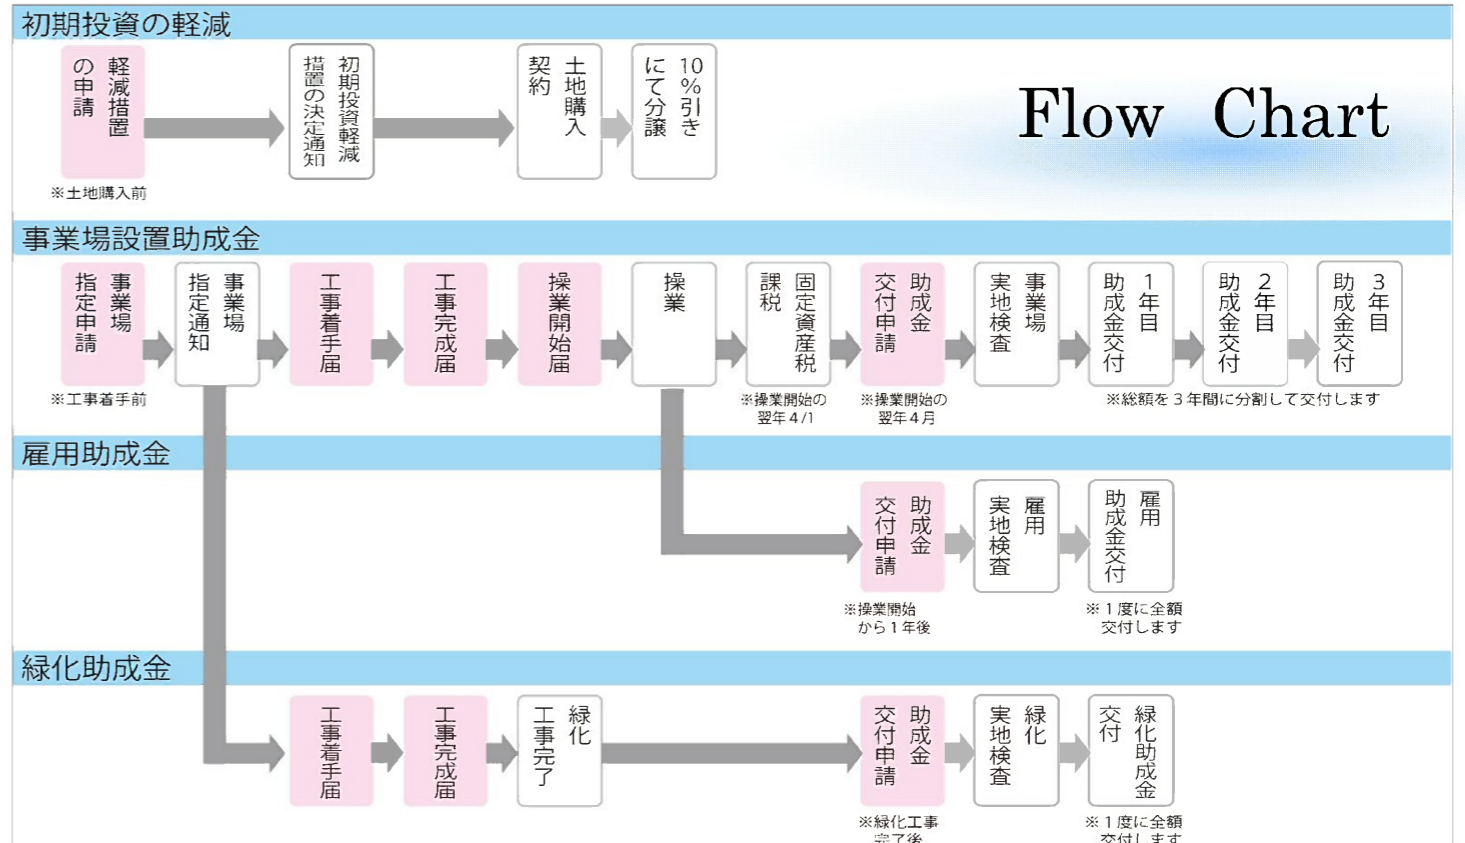 初期投資の軽減
軽減措置
の申請
※土地購入前
初期投資軽減
措置の決定通知
土地購入
契約
10%引き
にて分譲
Flow Chart
事業場設置助成金
事業場
指定申請
※工事着手前
事業場
指定通知
工事着手届
工事完成届
操業開始届
操業
固定資産税
課税
※操業開始の
翌年4/1
助成金
交付申請
※操業開始の
翌年4月
事業場
実地検査
1年目
助成金交付
2年目
助成金交付
3年目
助成金交付
※総額を3年間に分割して交付します
雇用助成金
助成金
交付申請
※操業開始
から1年後
雇用
実地検査
雇用
助成金交付
※1度に全額
交付します
緑化助成金
工事着手届
工事完成届
緑化
工事完了
助成金
交付申請
※緑化工事
完了後
緑化
実地検査
緑化助成金
交付
※1度に全額
交付します